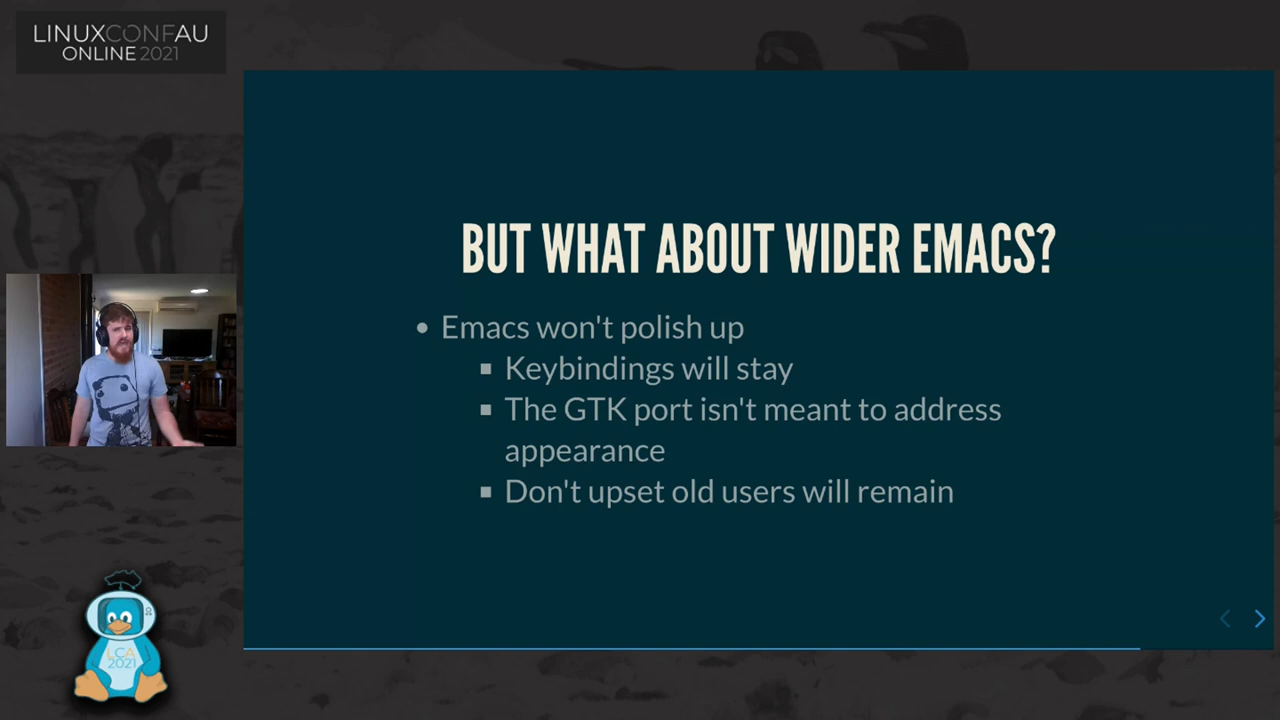 LINUXCONFAU
ONLINE 2021
BUT WHAT ABOUT WIDER EMACS?
Emacs won't polish up
Keybindings will stay
The GTK port isn't meant to address
appearance
Don't upset old users will remain
LCA
2021